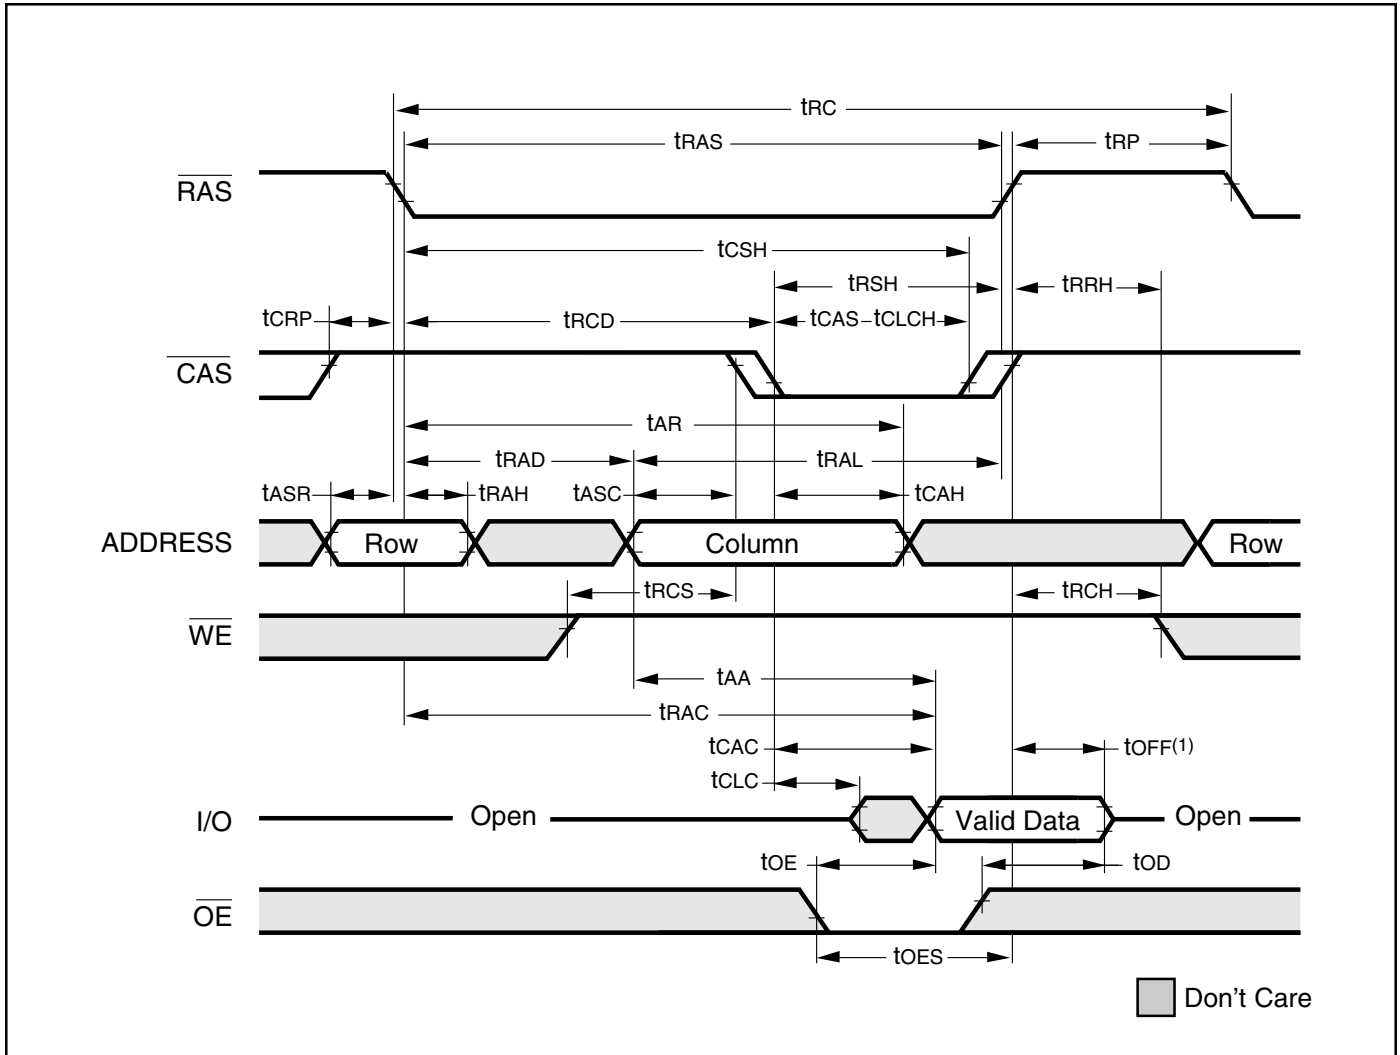 tRC
tRAS tRP
RAS
tCSH
tRSH tRRH
tCRP tRCD tCAS tCLCH
CAS
tAR
tRAD tRAL
tASR tRAH tASC tCAH
ADDRESS Row Column Row
tRCS tRCH
WE
tAA
tRAC
tCAC tOFF(1)
tCLC
I/O Open Valid Data Open
tOE tOD
OE
tOES
Don't Care